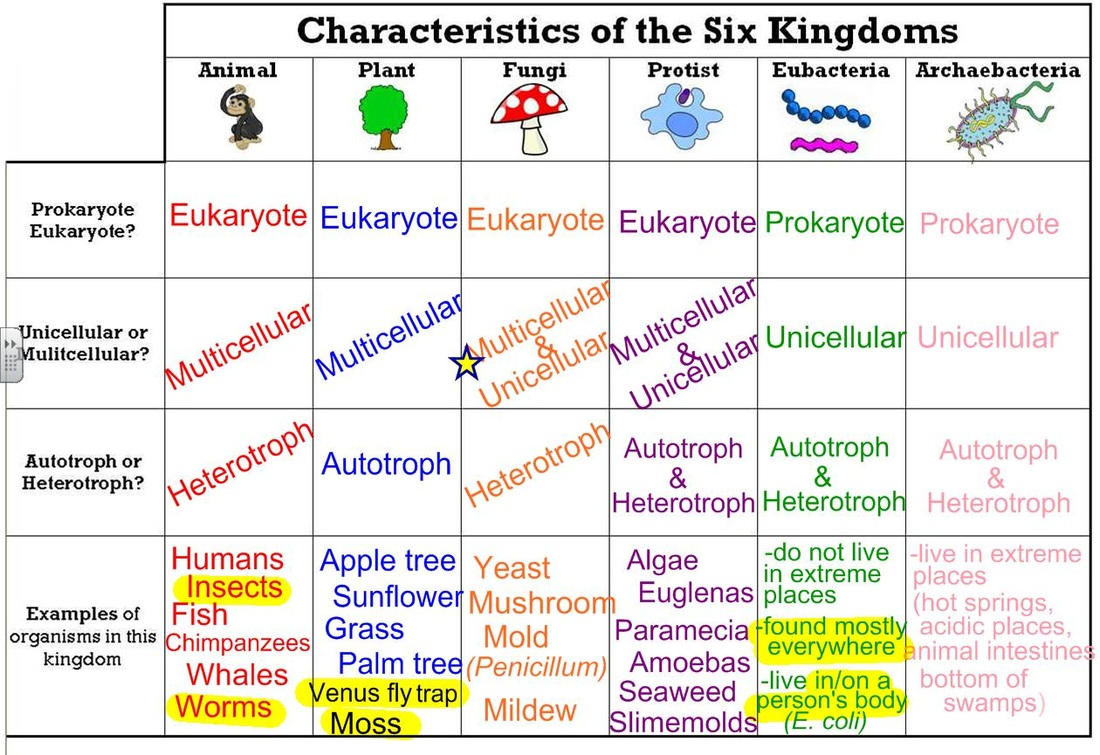 Characteristics of the Six Kingdoms
Animal
Plant
Fungi
Protist
Eubacteria
Archaebacteria
Prokaryote
Eukaryote?
Eukaryote
Eukaryote
Eukaryote
Eukaryote
Prokaryote
Prokaryote
Unicellular or
Mulitcellular?
Multicellular
Multicellular
Multicellular
&
Unicellular
Multicellular
&
Unicellular
Unicellular
Unicellular
Autotroph or
Heterotroph?
Heterotroph
Autotroph
Heterotroph
Autotroph
&
Heterotroph
Autotroph
&
Heterotroph
Autotroph
&
Heterotroph
Examples of
organisms in this
kingdom
Humans
Insects
Fish
Chimpanzees
Whales
Worms
Apple tree
Sunflower
Grass
Palm tree
Venus fly trap
Moss
Yeast
Mushroom
Mold
(Penicillum)
Mildew
Algae
Euglenas
Paramecia
Amoebas
Seaweed
Slimemolds
-do not live
in extreme
places
-found mostly
everywhere
-live in/on a
person's body
(E. coli)
-live in extreme
places
(hot springs,
acidic places,
animal intestines
bottom of
swamps)